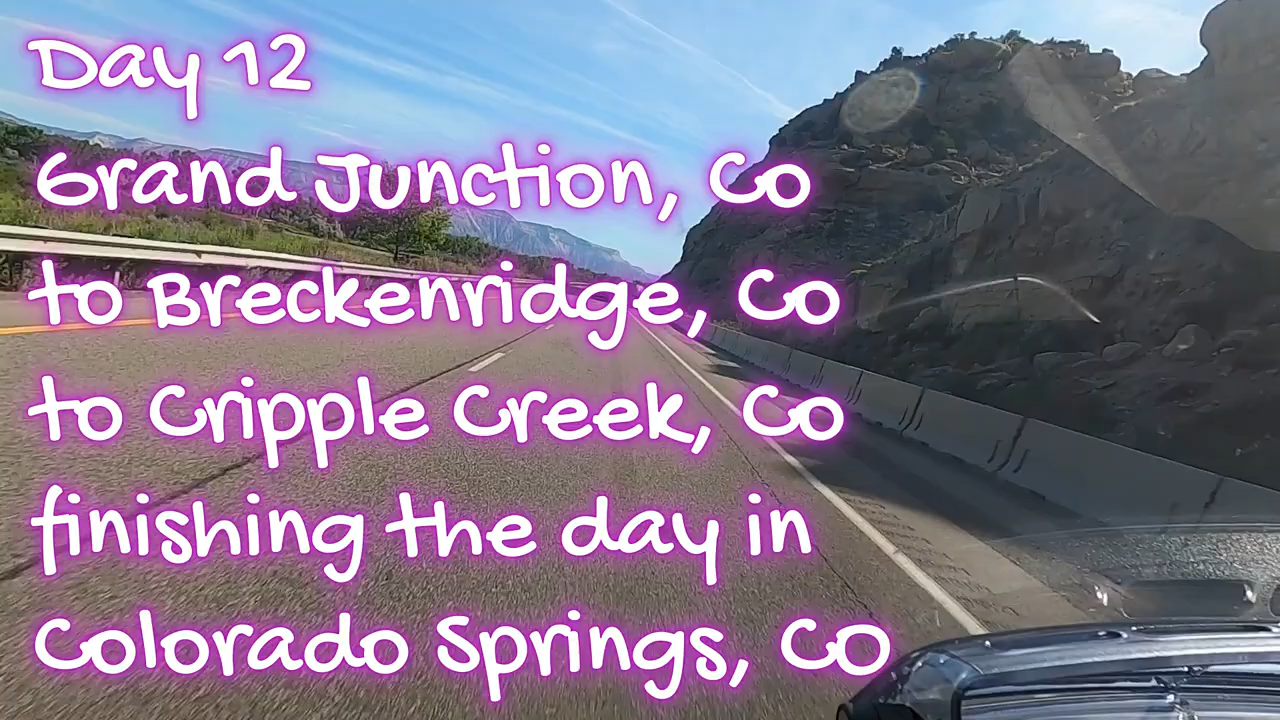 Day 12
Grand Junction, Co
to Breckenridge, Co
to Cripple Creek, Co
finishing the day in
Colorado Springs, CO